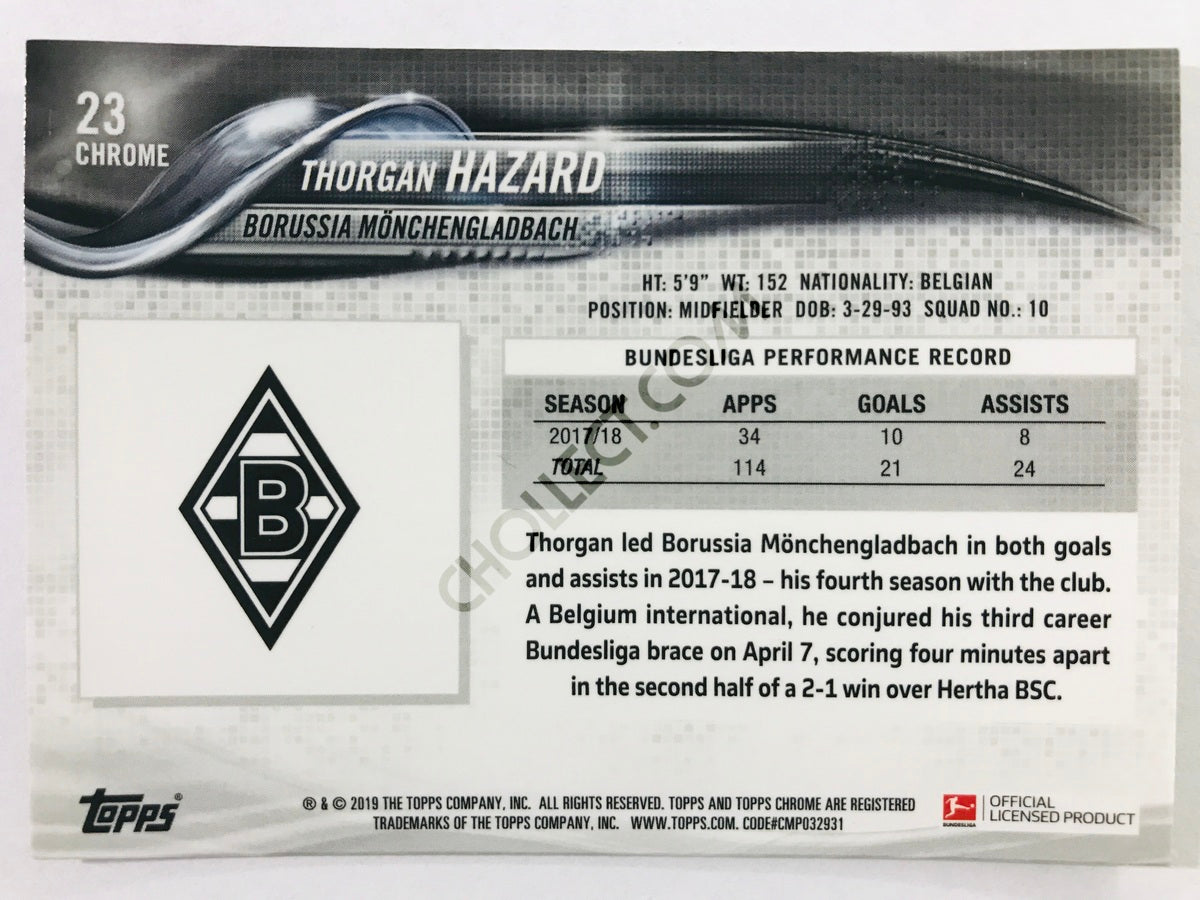 23
CHROME
THORGAN HAZARD
BORUSSIA MÖNCHENGLADBACH
HT: 5'9" WT: 152 NATIONALITY: BELGIAN
POSITION: MIDFIELDER DOB: 3-29-93 SQUAD NO.: 10
BUNDESLIGA PERFORMANCE RECORD
SEASON APPS GOALS ASSISTS
2017/18 34 10 8
TOTAL 114 21 24
B
Thorgan led Borussia Mönchengladbach in both goals
and assists in 2017-18 – his fourth season with the club.
A Belgium international, he conjured his third career
Bundesliga brace on April 7, scoring four minutes apart
in the second half of a 2-1 win over Hertha BSC.
CHOLLECT.COM
Topps®
® & © 2019 THE TOPPS COMPANY, INC. ALL RIGHTS RESERVED. TOPPS AND TOPPS CHROME ARE REGISTERED
TRADEMARKS OF THE TOPPS COMPANY, INC. WWW.TOPPS.COM. CODE#CMP032931
BUNDESLIGA
OFFICIAL
LICENSED PRODUCT